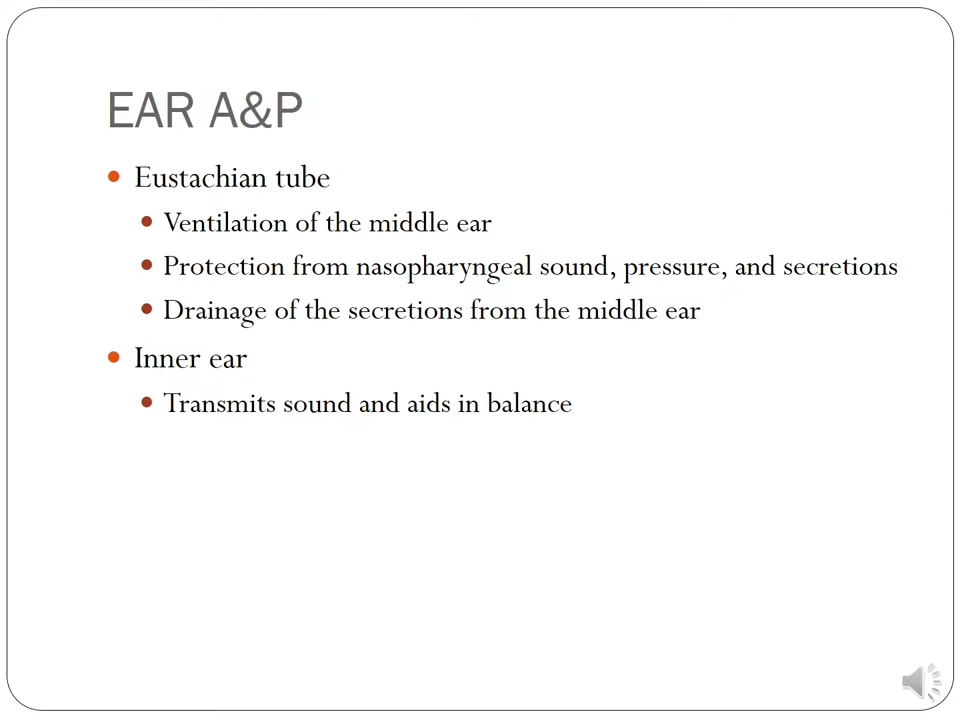 EAR A&P
Eustachian tube
Ventilation of the middle ear
Protection from nasopharyngeal sound, pressure, and secretions
Drainage of the secretions from the middle ear
Inner ear
Transmits sound and aids in balance